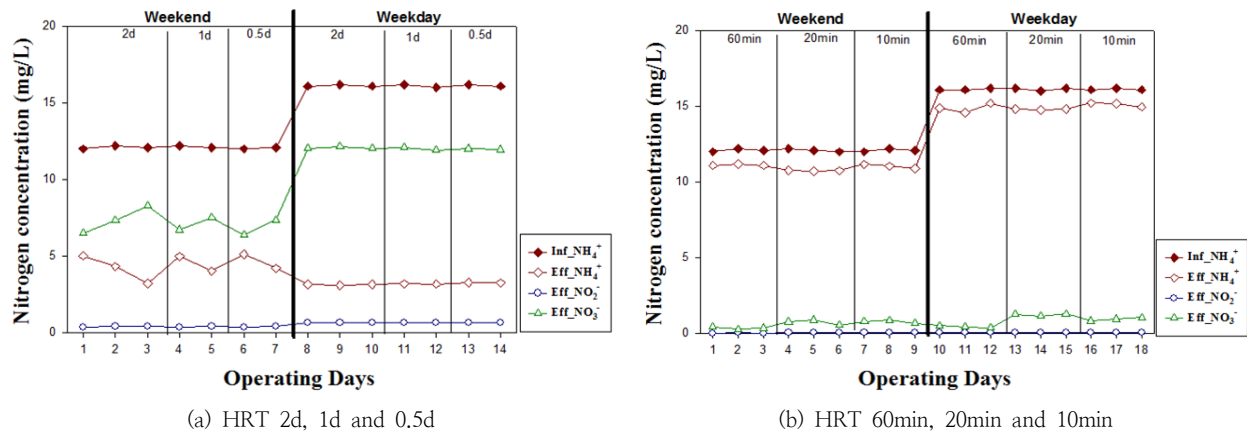 Weekend Weekday
2d 1d 0.5d 2d 1d 0.5d
Nitrogen concentration (mg/L)
20
15
10
5
0
1 2 3 4 5 6 7 8 9 10 11 12 13 14
Operating Days
Inf_NH₄⁺
Eff_NH₄⁺
Eff_NO₂⁻
Eff_NO₃⁻
(a) HRT 2d, 1d and 0.5d
Weekend Weekday
60min 20min 10min 60min 20min 10min
Nitrogen concentration (mg/L)
20
15
10
5
0
1 2 3 4 5 6 7 8 9 10 11 12 13 14 15 16 17 18
Operating Days
Inf_NH₄⁺
Eff_NH₄⁺
Eff_NO₂⁻
Eff_NO₃⁻
(b) HRT 60min, 20min and 10min